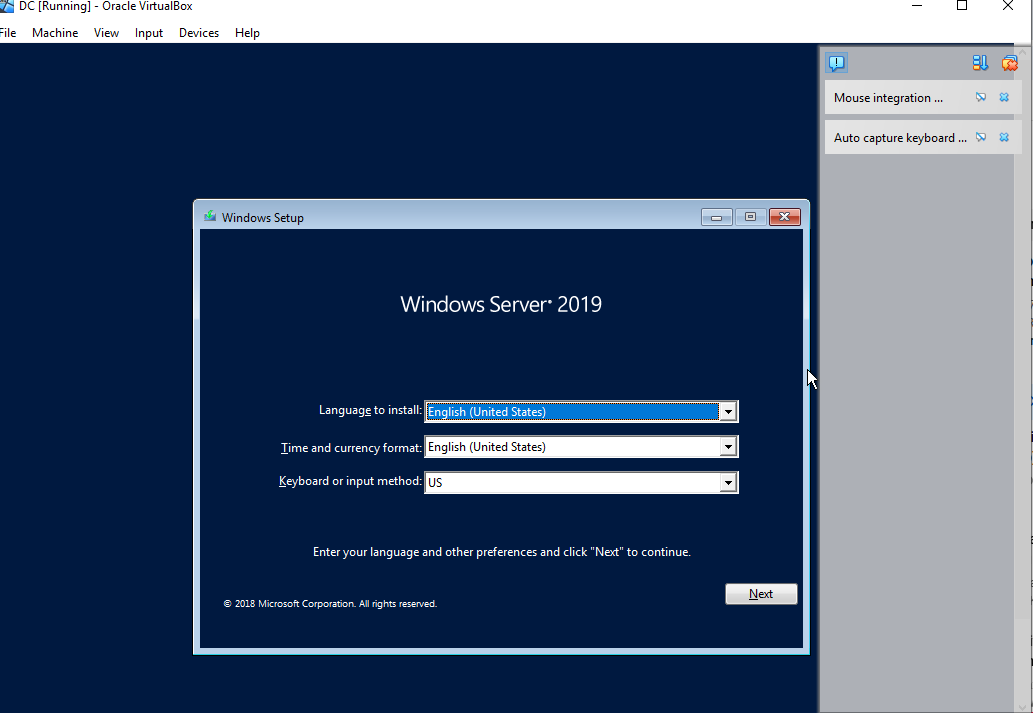 DC [Running] - Oracle VirtualBox
File Machine View Input Devices Help
Mouse integration ...
Auto capture keyboard ...
Windows Setup
Windows Server® 2019
Language to install: English (United States)
Time and currency format: English (United States)
Keyboard or input method: US
Enter your language and other preferences and click "Next" to continue.
Next
© 2018 Microsoft Corporation. All rights reserved.